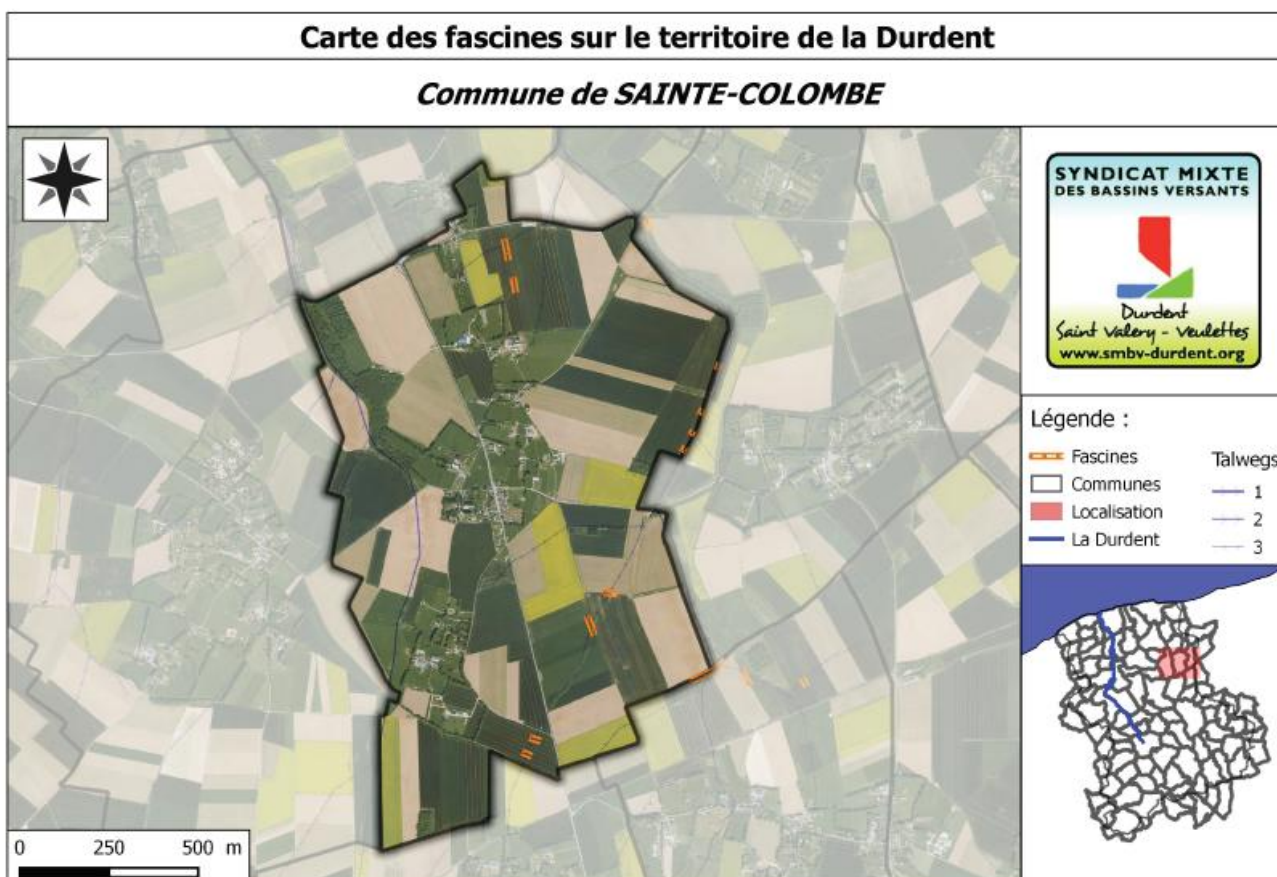 Carte des fascines sur le territoire de la Durdent
Commune de SAINTE-COLOMBE
SYNDICAT MIXTE
DES BASSINS VERSANTS
Durdent
Saint Valery - Veulettes
www.smbv-durdent.org
Légende :
Fascines
Communes
Localisation
La Durdent
Talwegs
1
2
3
0 250 500 m